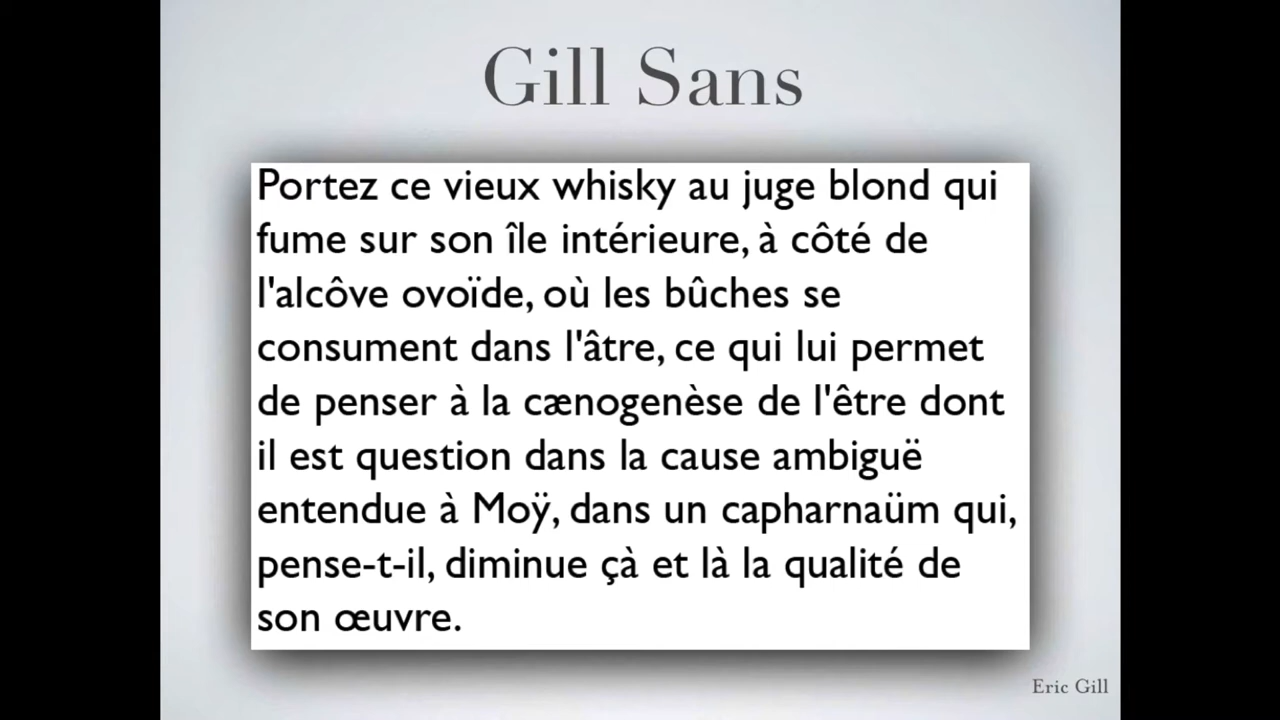 Gill Sans
Portez ce vieux whisky au juge blond qui
fume sur son île intérieure, à côté de
l'alcôve ovoïde, où les bûches se
consument dans l'âtre, ce qui lui permet
de penser à la cænogenèse de l'être dont
il est question dans la cause ambiguë
entendue à Moÿ, dans un capharnaüm qui,
pense-t-il, diminue çà et là la qualité de
son œuvre.
Eric Gill